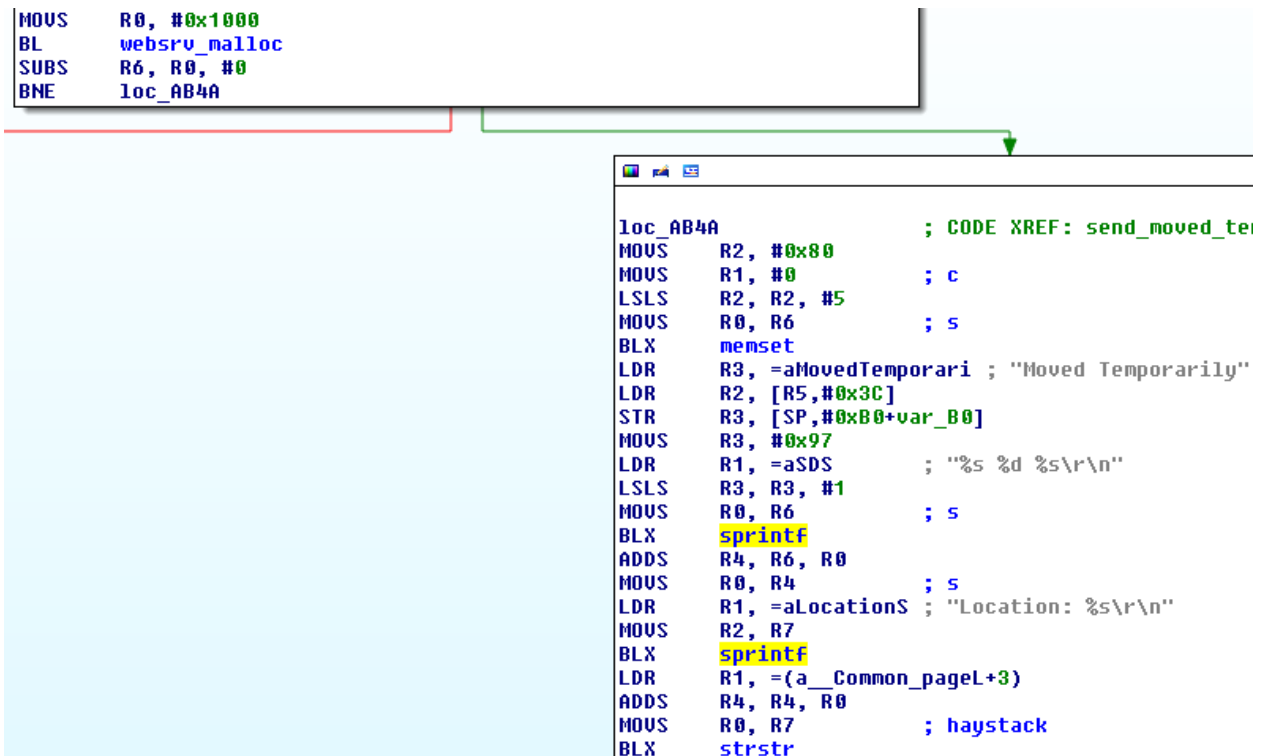 MOVS R0, #0x1000
BL websrv_malloc
SUBS R6, R0, #0
BNE loc_AB4A
loc_AB4A ; CODE XREF: send_moved_te
MOVS R2, #0x80
MOVS R1, #0 ; c
LSLS R2, R2, #5
MOVS R0, R6 ; s
BLX memset
LDR R3, =aMovedTemporari ; "Moved Temporarily"
LDR R2, [R5,#0x3C]
STR R3, [SP,#0xB0+var_B0]
MOVS R3, #0x97
LDR R1, =aSDS ; "%s %d %s\r\n"
LSLS R3, R3, #1
MOVS R0, R6 ; s
BLX sprintf
ADDS R4, R6, R0
MOVS R0, R4 ; s
LDR R1, =aLocationS ; "Location: %s\r\n"
MOVS R2, R7
BLX sprintf
LDR R1, =(a__Common_pageL+3)
ADDS R4, R4, R0
MOVS R0, R7 ; haystack
BLX strstr